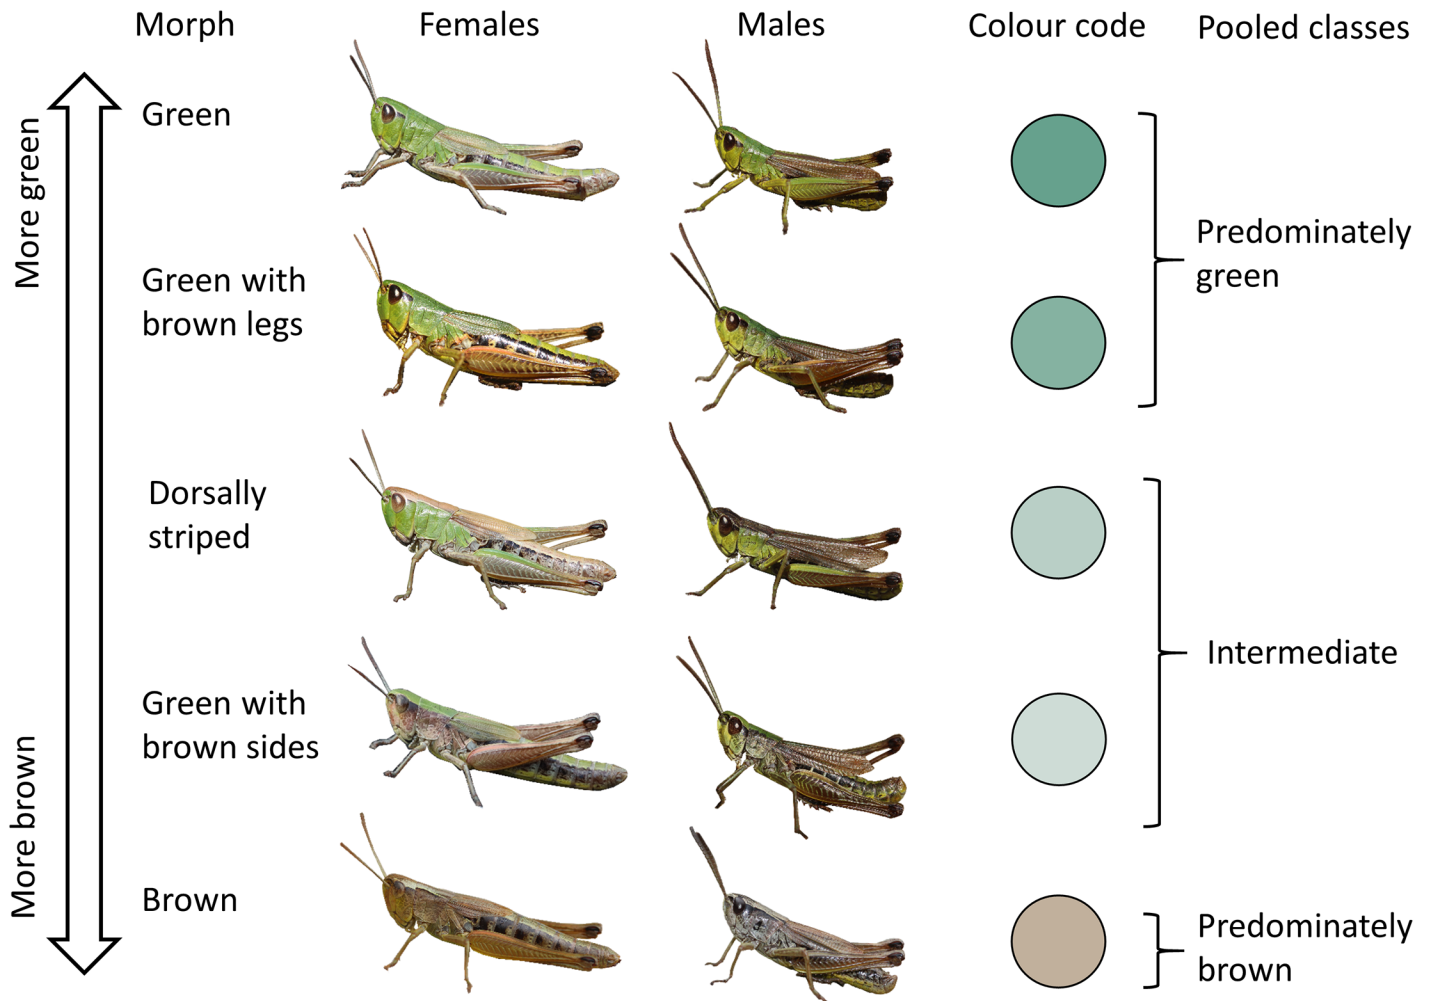 Morph
Females
Males
Colour code
Pooled classes
More green
More brown
Green
Green with
brown legs
Predominately
green
Dorsally
striped
Green with
brown sides
Intermediate
Brown
Predominately
brown